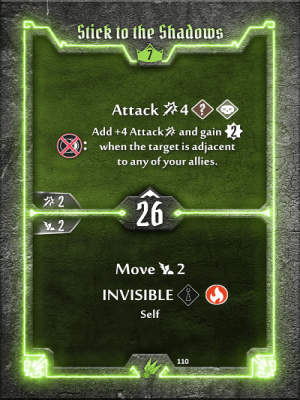 Stick to the Shadows
7
Attack 4 ?
: Add +4 Attack and gain 2
when the target is adjacent
to any of your allies.
2
26
2
Move 2
INVISIBLE
Self
110